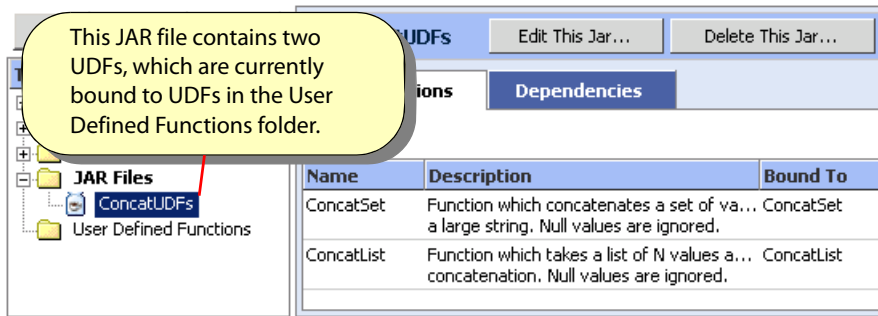 This JAR file contains two
UDFs, which are currently
bound to UDFs in the User
Defined Functions folder.
UDFs
Edit This Jar...
Delete This Jar...
ions
Dependencies
JAR Files
ConcatUDFs
User Defined Functions
Name Description Bound To
ConcatSet Function which concatenates a set of va... ConcatSet
a large string. Null values are ignored.
ConcatList Function which takes a list of N values a... ConcatList
concatenation. Null values are ignored.